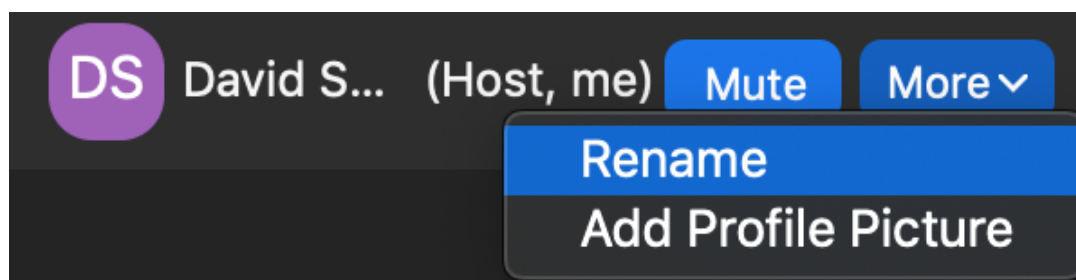 DS David S... (Host, me) Mute More
Rename
Add Profile Picture